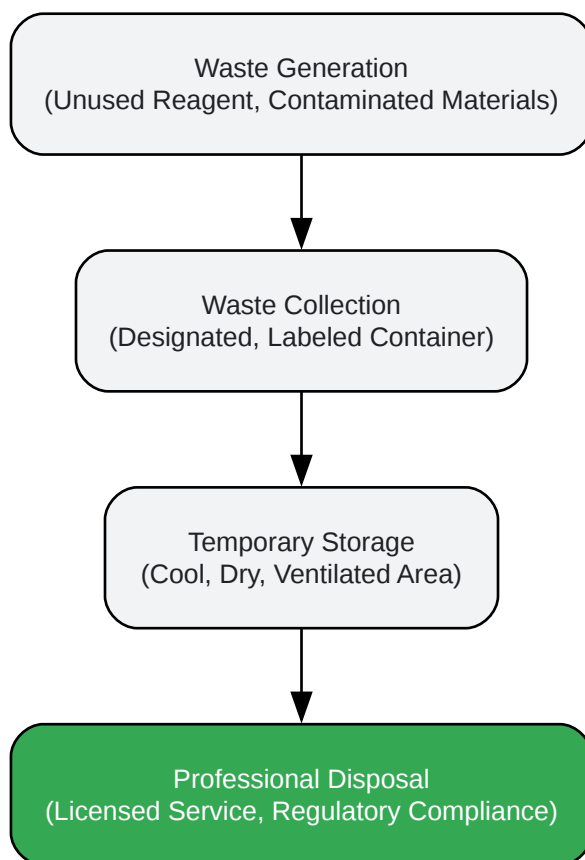 Waste Generation
(Unused Reagent, Contaminated Materials)
Waste Collection
(Designated, Labeled Container)
Temporary Storage
(Cool, Dry, Ventilated Area)
Professional Disposal
(Licensed Service, Regulatory Compliance)